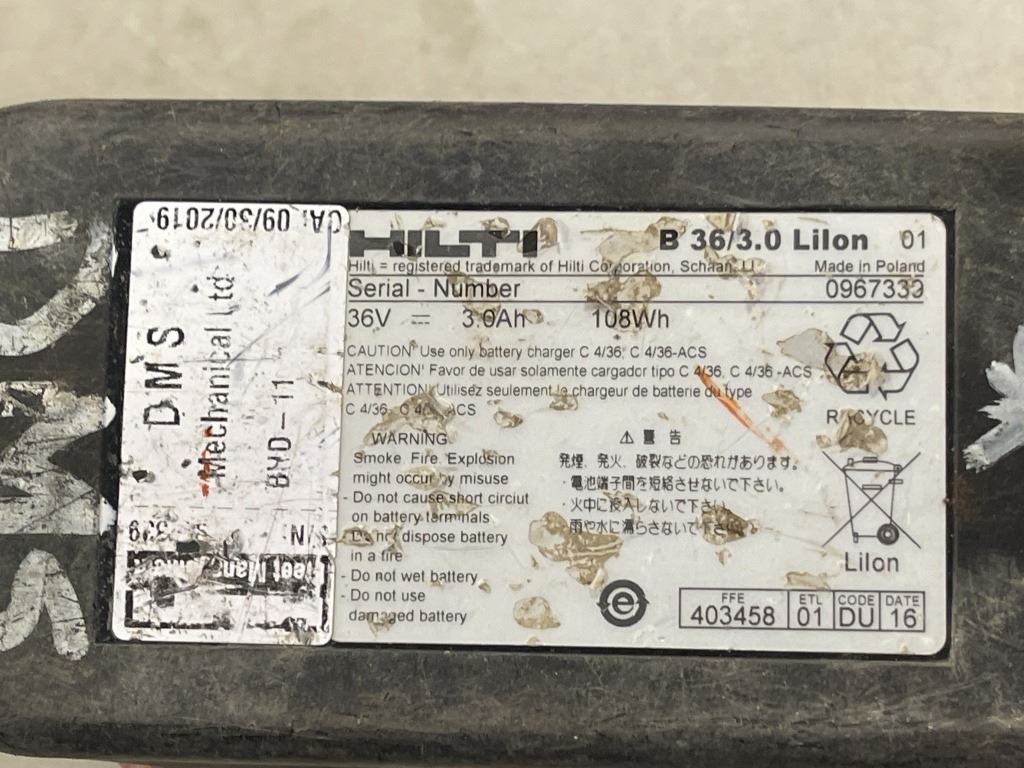 CA: 09/30/2019
DMS
Mechanical Ltd
BYD-11
S/N
HILTI
B 36/3.0 LiIon 01
Hilti = registered trademark of Hilti Corporation, Schaan, LI
Made in Poland
Serial - Number 0967333
36V ⎓ 3.0Ah 108Wh
CAUTION Use only battery charger C 4/36; C 4/36-ACS
ATENCION Favor de usar solamente cargador tipo C 4/36, C 4/36 -ACS
ATTENTION Utilisez seulement le chargeur de batterie du type
C 4/36, C 4/36 ACS
WARNING
Smoke Fire Explosion
might occur by misuse
- Do not cause short circiut
on battery tarminals
- Do not dispose battery
in a fire
- Do not wet battery
- Do not use
damaged battery
⚠ 警告
発煙、発火、破裂などの恐れがあります。
・電池端子間を短絡させないで下さい。
・火中に投入しないで下さい
雨や水に濡らさないで下さい
RECYCLE
LiIon
FFE ETL CODE DATE
403458 01 DU 16
DMS